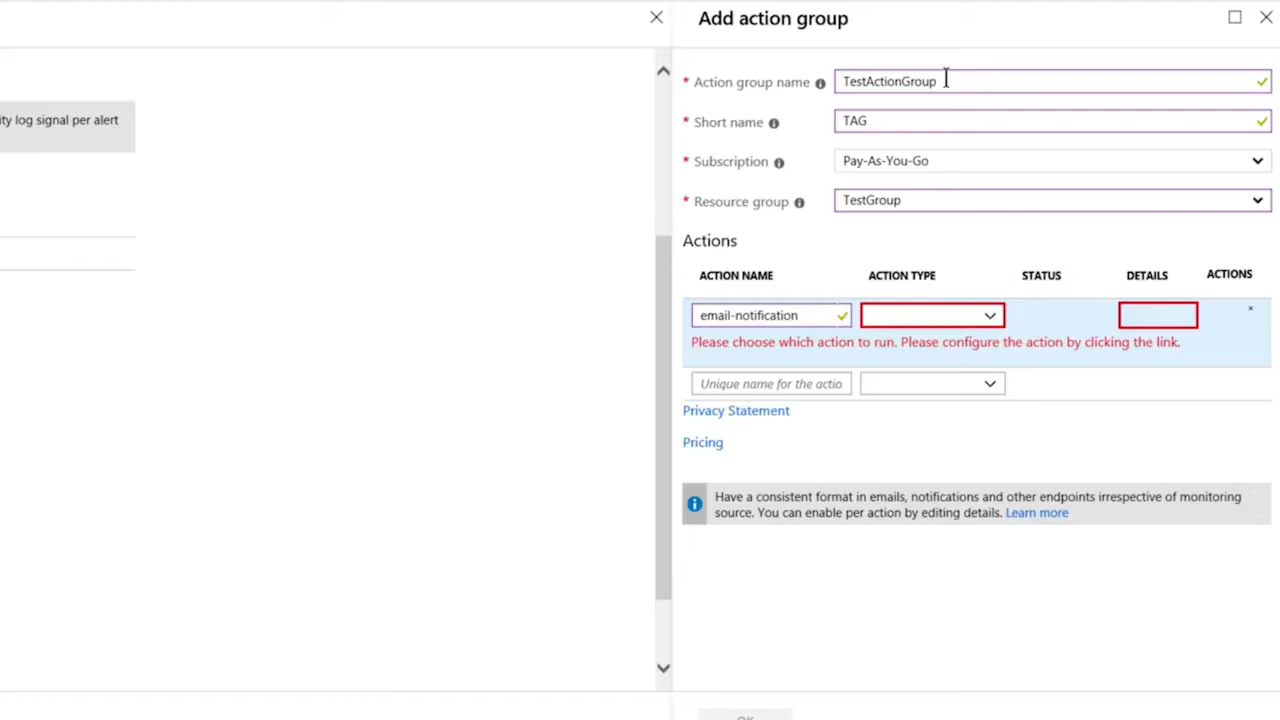 Add action group
ity log signal per alert
* Action group name
TestActionGroup
* Short name
TAG
* Subscription
Pay-As-You-Go
* Resource group
TestGroup
Actions
ACTION NAME
ACTION TYPE
STATUS
DETAILS
ACTIONS
email-notification
Please choose which action to run. Please configure the action by clicking the link.
Unique name for the actio
Privacy Statement
Pricing
Have a consistent format in emails, notifications and other endpoints irrespective of monitoring
source. You can enable per action by editing details. Learn more